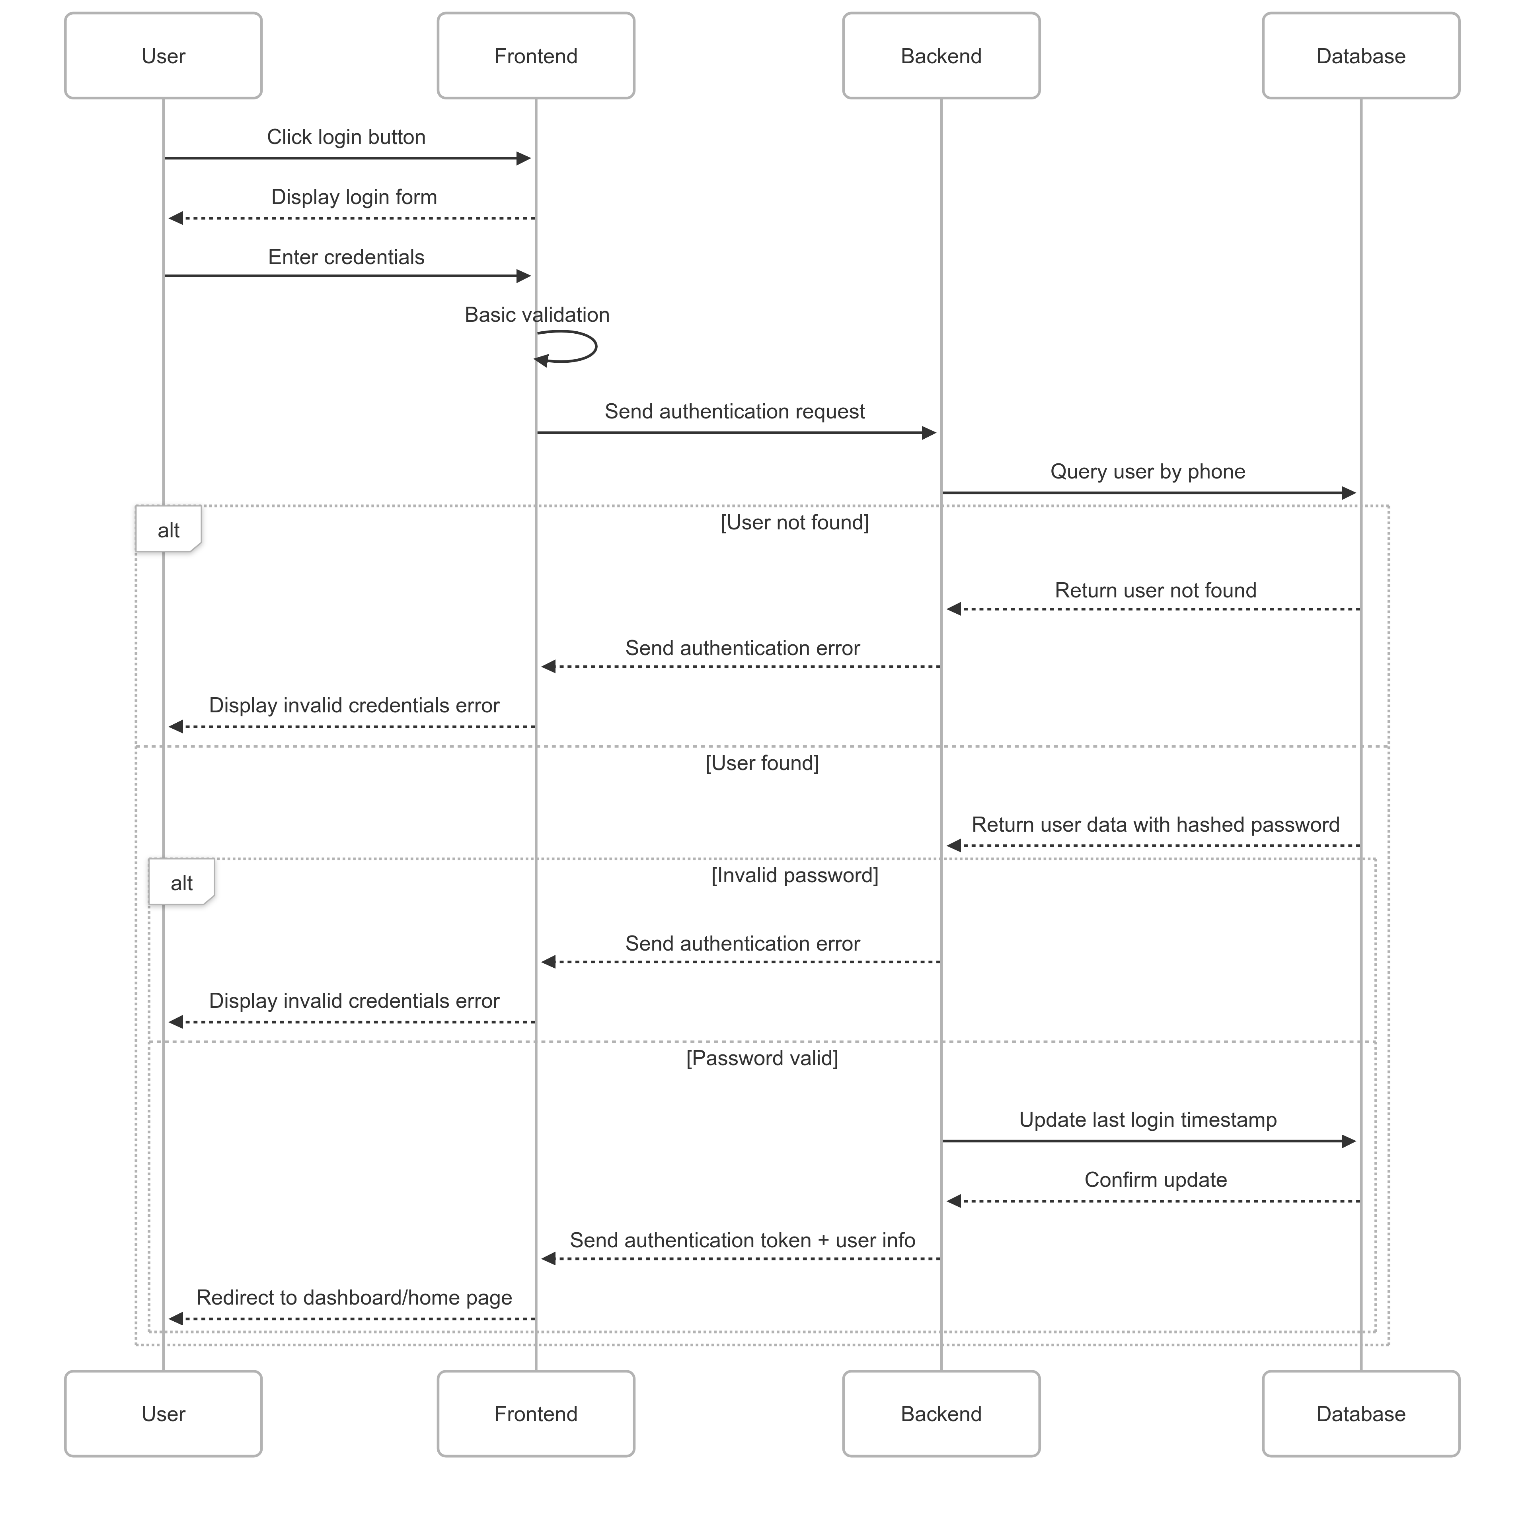 User
Frontend
Backend
Database
Click login button
Display login form
Enter credentials
Basic validation
Send authentication request
Query user by phone
alt
[User not found]
Return user not found
Send authentication error
Display invalid credentials error
[User found]
Return user data with hashed password
alt
[Invalid password]
Send authentication error
Display invalid credentials error
[Password valid]
Update last login timestamp
Confirm update
Send authentication token + user info
Redirect to dashboard/home page
User
Frontend
Backend
Database